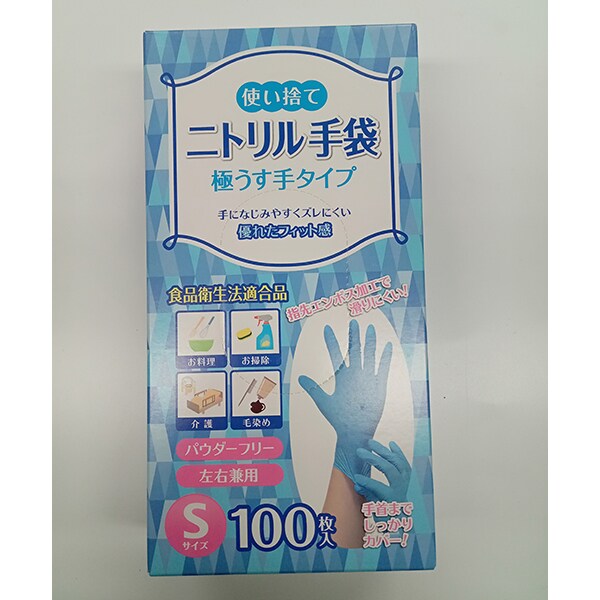 使い捨て
ニトリル手袋
極うす手タイプ
手になじみやすくズレにくい
優れたフィット感
食品衛生法適合品
指先エンボス加工で
滑りにくい!
お料理
お掃除
介護
毛染め
パウダーフリー
左右兼用
Sサイズ
100枚入
手首まで
しっかり
カバー!